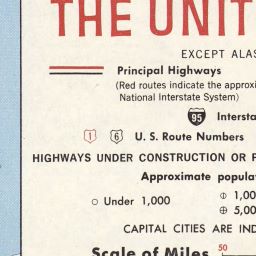 THE UNIT
EXCEPT ALAS
Principal Highways
(Red routes indicate the approxi
National Interstate System)
95 Intersta
1 6 U. S. Route Numbers
HIGHWAYS UNDER CONSTRUCTION OR P
Approximate populat
Under 1,000 1,00
5,00
CAPITAL CITIES ARE IND
Scale of Miles 50